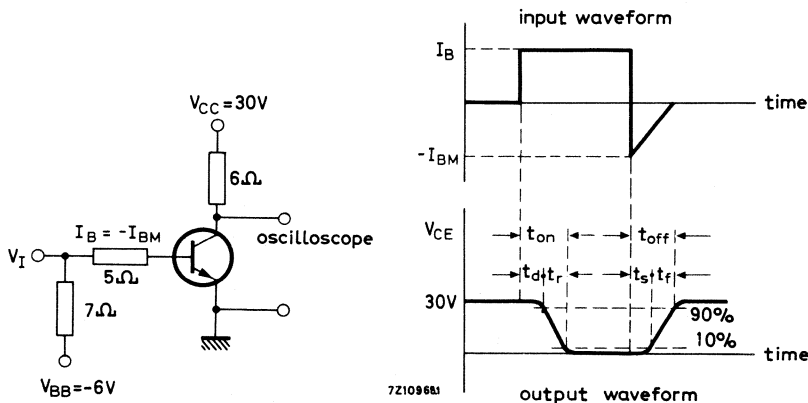 V_CC = 30V
6Ω
oscilloscope
I_B = -I_BM
V_I
5Ω
7Ω
V_BB = -6V
7Z10968.1
input waveform
I_B
time
-I_BM
V_CE
t_on
t_off
t_d t_r
t_s t_f
30V
90%
10%
time
output waveform